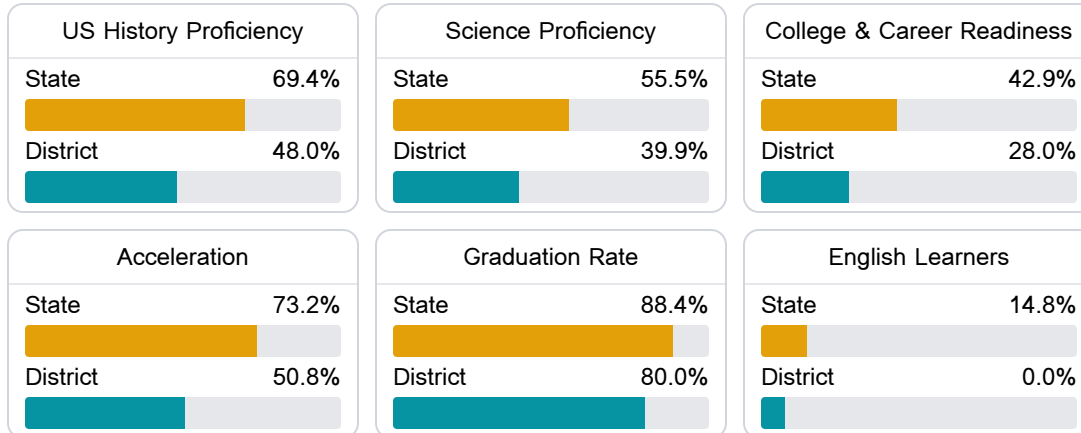 US History Proficiency
State 69.4%
District 48.0%
Science Proficiency
State 55.5%
District 39.9%
College & Career Readiness
State 42.9%
District 28.0%
Acceleration
State 73.2%
District 50.8%
Graduation Rate
State 88.4%
District 80.0%
English Learners
State 14.8%
District 0.0%